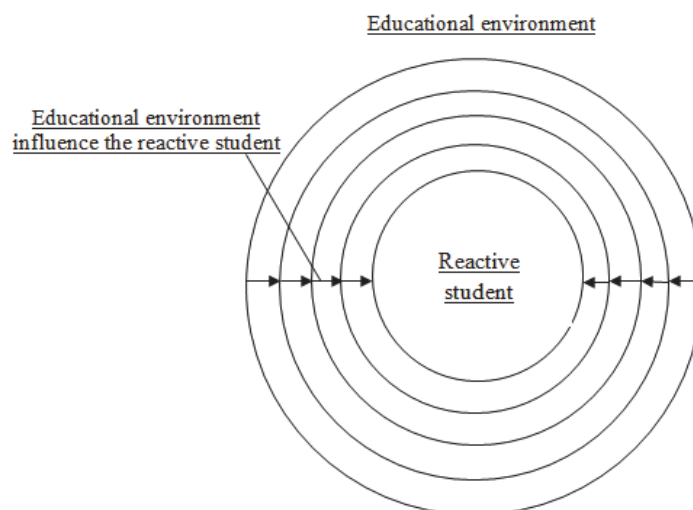 Educational environment
Educational environment
influence the reactive student
Reactive
student